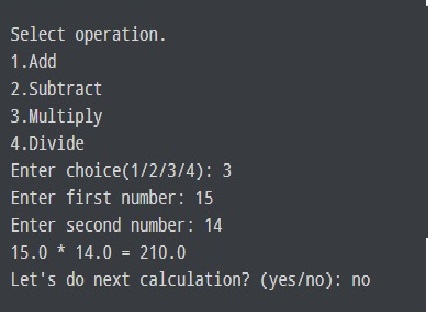 Select operation.
1.Add
2.Subtract
3.Multiply
4.Divide
Enter choice(1/2/3/4): 3
Enter first number: 15
Enter second number: 14
15.0 * 14.0 = 210.0
Let's do next calculation? (yes/no): no